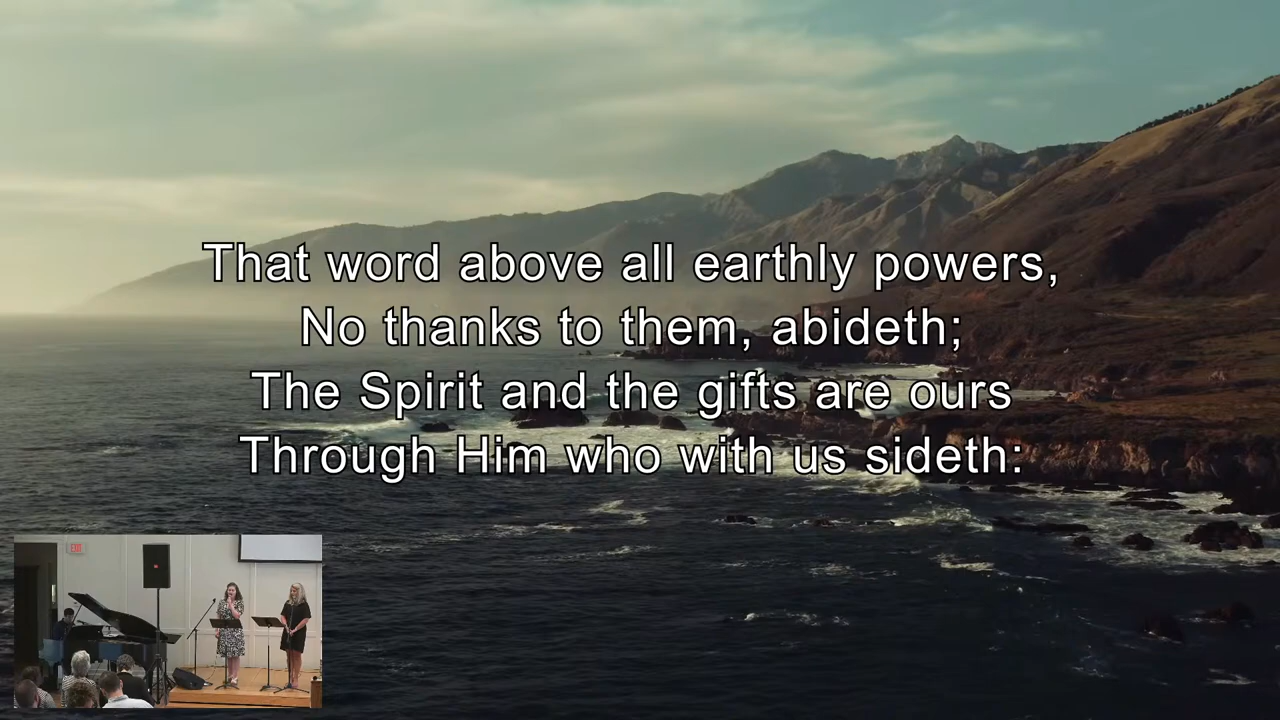 That word above all earthly powers,
No thanks to them, abideth;
The Spirit and the gifts are ours
Through Him who with us sideth:
EXIT